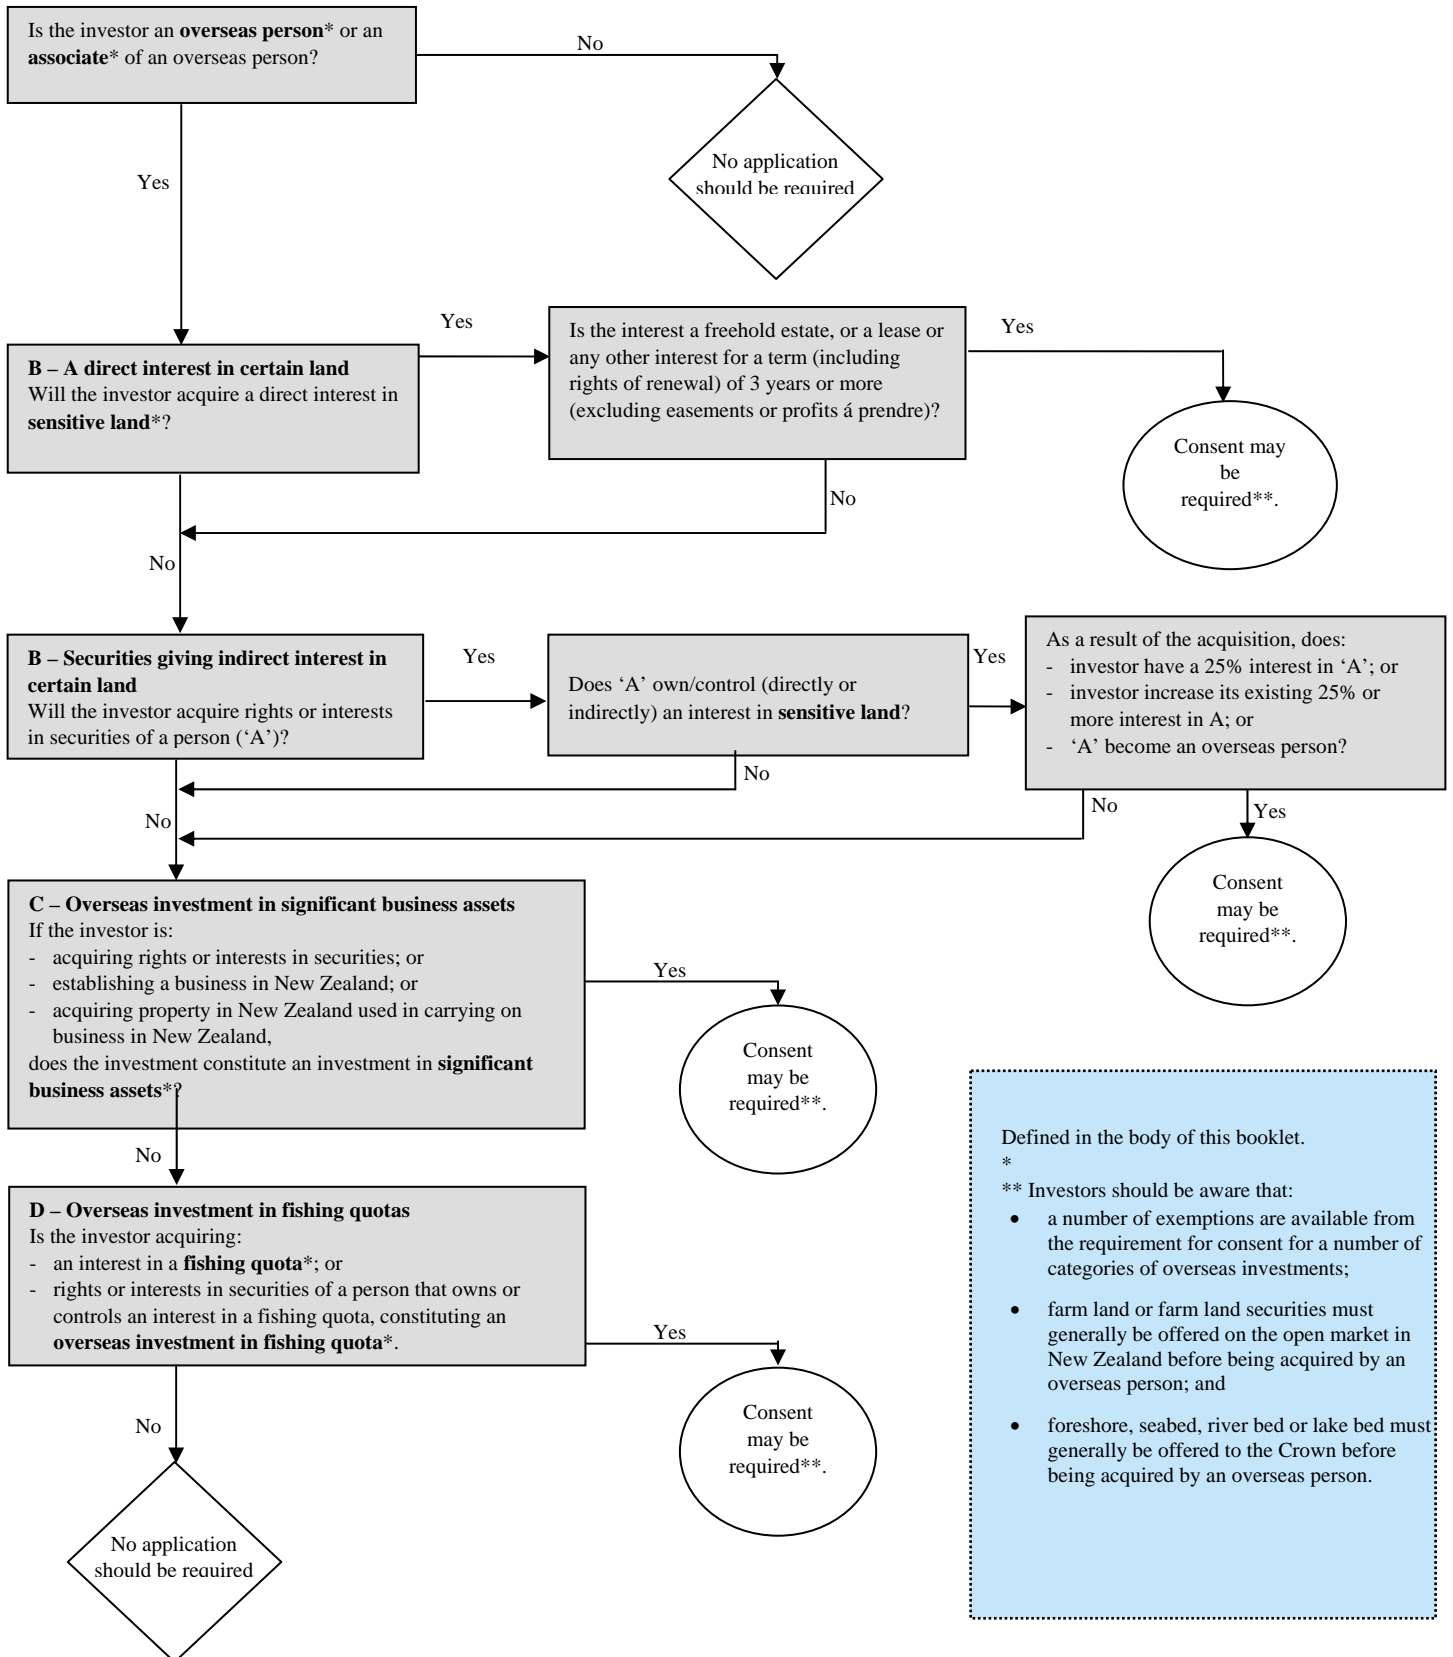 Is the investor an overseas person* or an
associate* of an overseas person?
No
No application
should be required
Yes
B – A direct interest in certain land
Will the investor acquire a direct interest in
sensitive land*?
Yes
Is the interest a freehold estate, or a lease or
any other interest for a term (including
rights of renewal) of 3 years or more
(excluding easements or profits á prendre)?
Yes
Consent may
be
required**.
No
No
B – Securities giving indirect interest in
certain land
Will the investor acquire rights or interests
in securities of a person (‘A’)?
Yes
Does ‘A’ own/control (directly or
indirectly) an interest in sensitive land?
Yes
As a result of the acquisition, does:
- investor have a 25% interest in ‘A’; or
- investor increase its existing 25% or
more interest in A; or
- ‘A’ become an overseas person?
No
No
No
Yes
Consent
may be
required**.
C – Overseas investment in significant business assets
If the investor is:
- acquiring rights or interests in securities; or
- establishing a business in New Zealand; or
- acquiring property in New Zealand used in carrying on
business in New Zealand,
does the investment constitute an investment in significant
business assets*?
Yes
Consent
may be
required**.
No
D – Overseas investment in fishing quotas
Is the investor acquiring:
- an interest in a fishing quota*; or
- rights or interests in securities of a person that owns or
controls an interest in a fishing quota, constituting an
overseas investment in fishing quota*.
Yes
Consent
may be
required**.
No
No application
should be required
Defined in the body of this booklet.
*
** Investors should be aware that:
• a number of exemptions are available from
the requirement for consent for a number of
categories of overseas investments;
• farm land or farm land securities must
generally be offered on the open market in
New Zealand before being acquired by an
overseas person; and
• foreshore, seabed, river bed or lake bed must
generally be offered to the Crown before
being acquired by an overseas person.